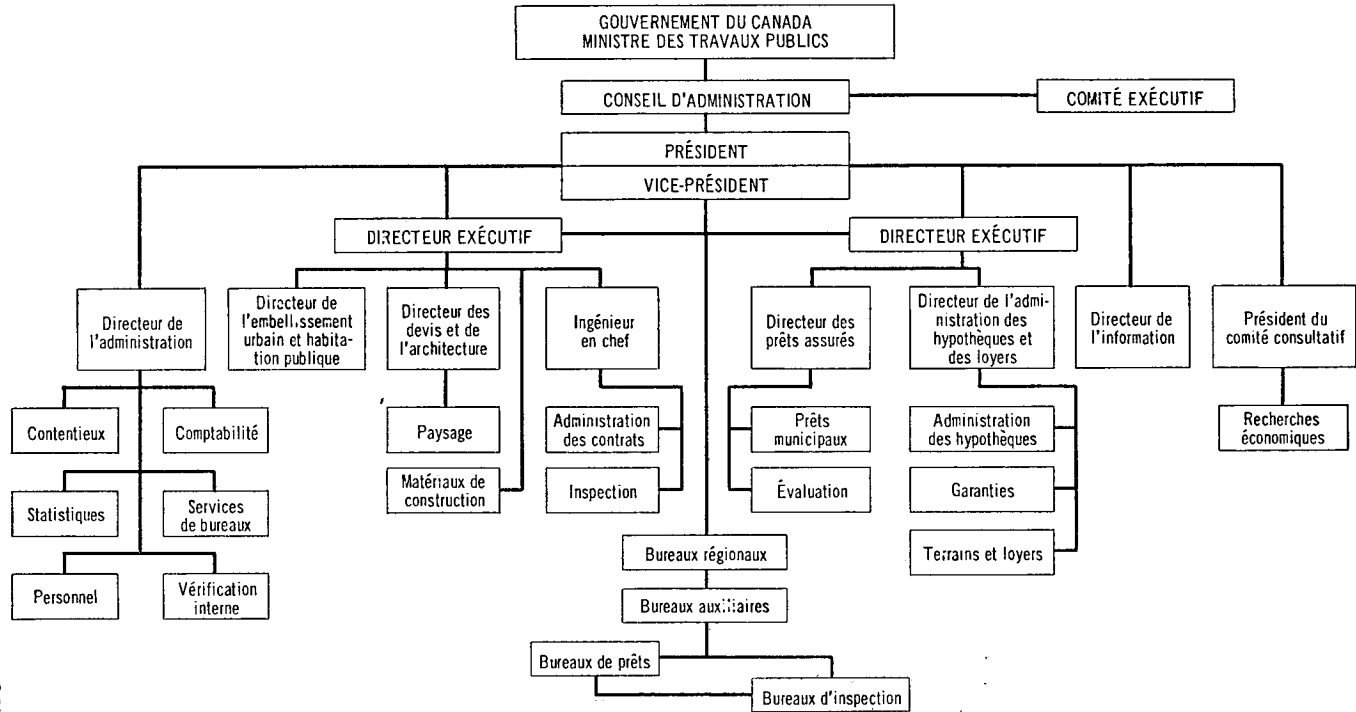 GOUVERNEMENT DU CANADA
MINISTRE DES TRAVAUX PUBLICS
CONSEIL D'ADMINISTRATION
COMITÉ EXÉCUTIF
PRÉSIDENT
VICE-PRÉSIDENT
DIRECTEUR EXÉCUTIF
DIRECTEUR EXÉCUTIF
Directeur de
l'administration
Directeur de
l'embellissement
urbain et habita-
tion publique
Directeur des
devis et de
l'architecture
Ingénieur
en chef
Directeur des
prêts assurés
Directeur de l'admi-
nistration des
hypothèques et
des loyers
Directeur de
l'information
Président du
comité consultatif
Contentieux
Comptabilité
Paysage
Administration
des contrats
Prêts
municipaux
Administration
des hypothèques
Recherches
économiques
Statistiques
Services
de bureaux
Matériaux de
construction
Inspection
Évaluation
Garanties
Personnel
Vérification
interne
Bureaux régionaux
Terrains et loyers
Bureaux auxiliaires
Bureaux de prêts
Bureaux d'inspection